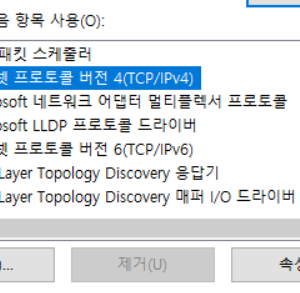 음 항목 사용(O):
패킷 스케줄러
넷 프로토콜 버전 4(TCP/IPv4)
osoft 네트워크 어댑터 멀티플렉서 프로토콜
osoft LLDP 프로토콜 드라이버
넷 프로토콜 버전 6(TCP/IPv6)
Layer Topology Discovery 응답기
Layer Topology Discovery 매퍼 I/O 드라이버
)... 제거(U) 속성